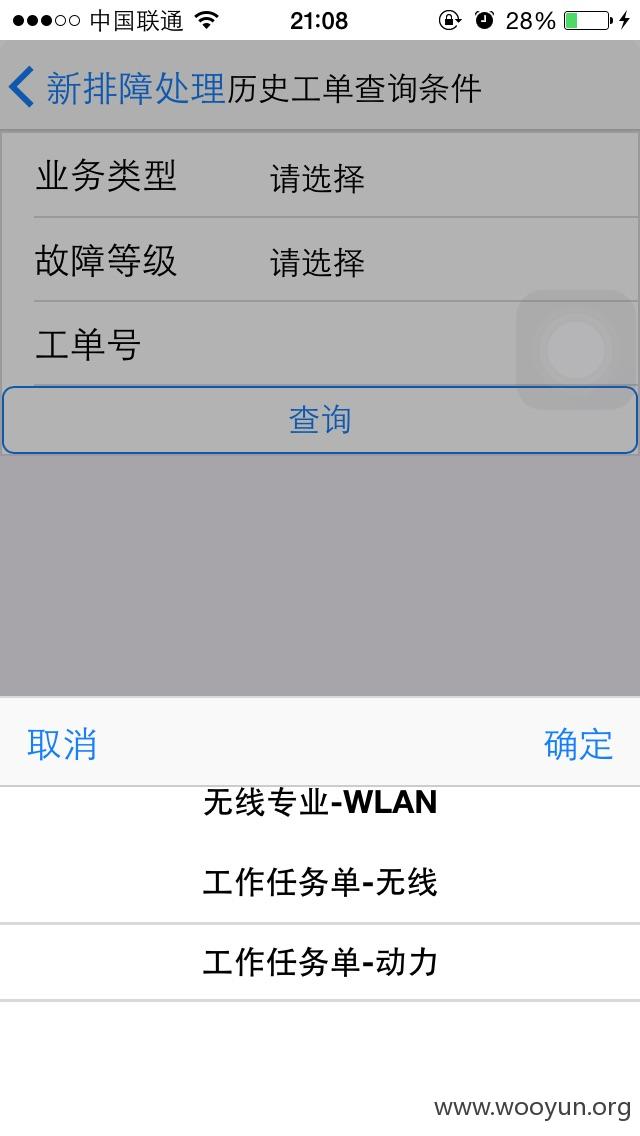 中国联通 21:08 28%
新排障处理 历史工单查询条件
业务类型 请选择
故障等级 请选择
工单号
查询
取消 确定
无线专业-WLAN
工作任务单-无线
工作任务单-动力
www.wooyun.org